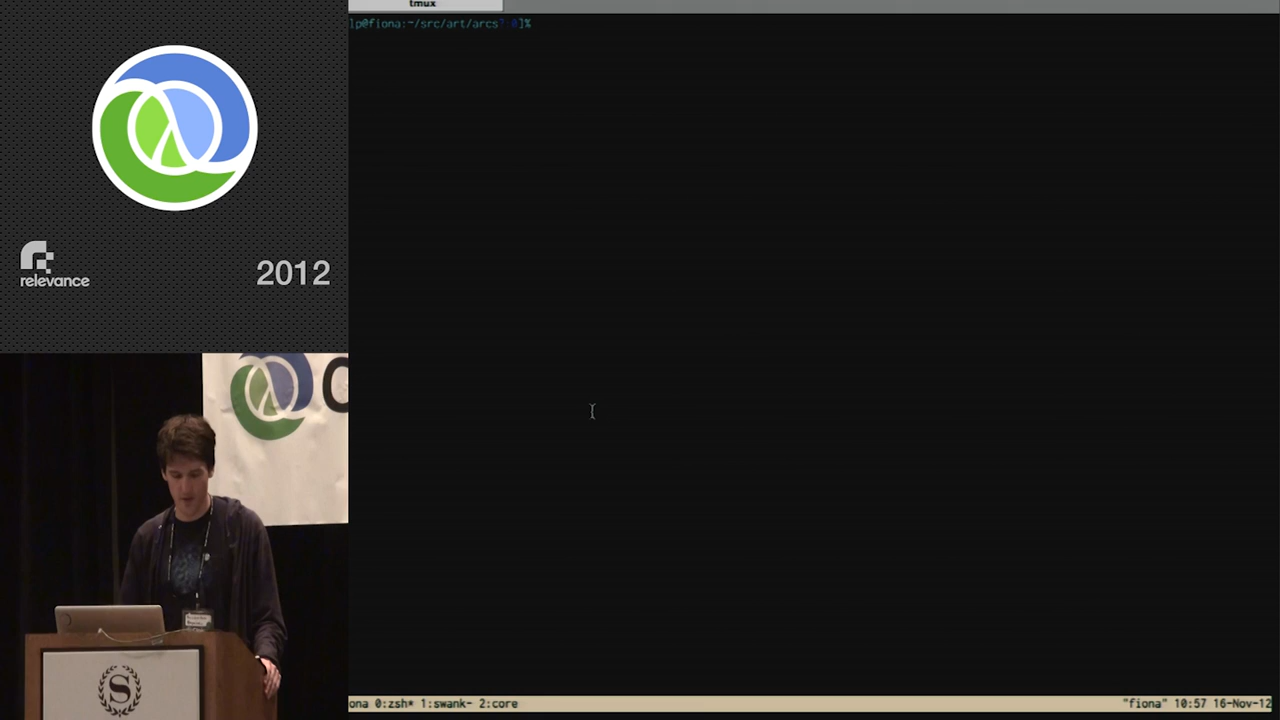 tmux
lp@fiona:~/src/art/arcs?:0]%
relevance
2012
S
ona 0:zsh* 1:swank- 2:core
"fiona" 10:57 16-Nov-12